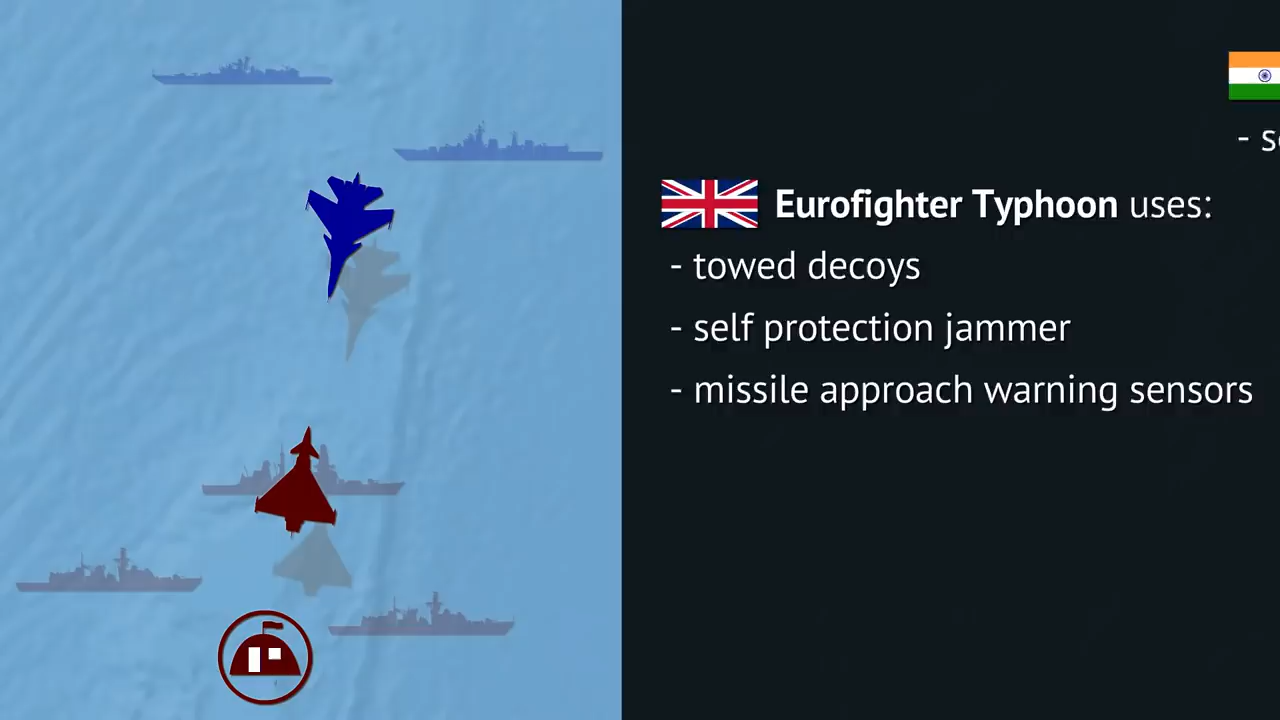 Eurofighter Typhoon uses:
- towed decoys
- self protection jammer
- missile approach warning sensors